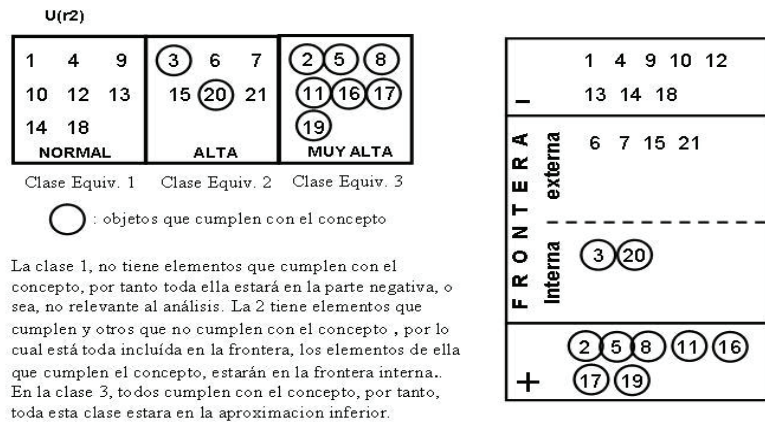 U(r2)
1 4 9
10 12 13
14 18
NORMAL
3 6 7
15 20 21
ALTA
2 5 8
11 16 17
19
MUY ALTA
Clase Equiv. 1 Clase Equiv. 2 Clase Equiv. 3
: objetos que cumplen con el concepto
La clase 1, no tiene elementos que cumplen con el
concepto, por tanto toda ella estará en la parte negativa, o
sea, no relevante al análisis. La 2 tiene elementos que
cumplen y otros que no cumplen con el concepto , por lo
cual está toda incluída en la frontera, los elementos de ella
que cumplen el concepto, estarán en la frontera interna..
En la clase 3, todos cumplen con el concepto, por tanto,
toda esta clase estara en la aproximacion inferior.
–
1 4 9 10 12
13 14 18
FRONTERA
externa
6 7 15 21
Interna
3 20
+
2 5 8 11 16
17 19